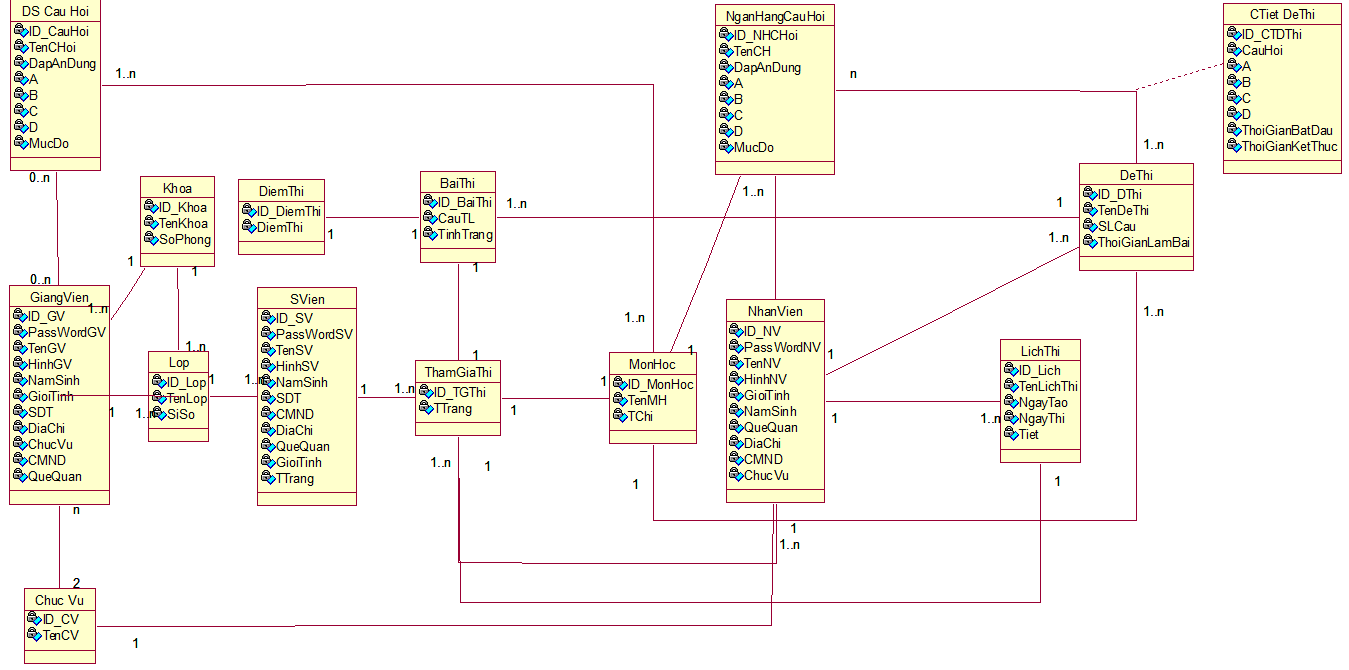 DS Cau Hoi
ID_CauHoi
TenCHoi
DapAnDung
A
B
C
D
MucDo
NganHangCauHoi
ID_NHCHoi
TenCH
DapAnDung
A
B
C
D
MucDo
CTiet DeThi
ID_CTDThi
CauHoi
A
B
C
D
ThoiGianBatDau
ThoiGianKetThuc
1..n
n
1..n
0..n
1..n
Khoa
ID_Khoa
TenKhoa
SoPhong
DiemThi
ID_DiemThi
DiemThi
BaiThi
ID_BaiThi
CauTL
TinhTrang
DeThi
ID_DThi
TenDeThi
SLCau
ThoiGianLamBai
1..n
1
1
1
1..n
1
1
1
0..n
1..n
1..n
1..n
GiangVien
ID_GV
PassWordGV
TenGV
HinhGV
NamSinh
GioiTinh
SDT
DiaChi
ChucVu
CMND
QueQuan
SVien
ID_SV
PassWordSV
TenSV
HinhSV
NamSinh
SDT
CMND
DiaChi
QueQuan
GioiTinh
TTrang
NhanVien
ID_NV
PassWordNV
TenNV
HinhNV
GioiTinh
NamSinh
QueQuan
DiaChi
CMND
ChucVu
1..n
1
1
1
Lop
ID_Lop
TenLop
SiSo
ThamGiaThi
ID_TGThi
TTrang
MonHoc
ID_MonHoc
TenMH
TChi
LichThi
ID_Lich
TenLichThi
NgayTao
NgayThi
Tiet
1
1..n
1
1..n
1
1
1..n
1
1
1..n
1..n
1
1
1
n
1
1..n
2
Chuc Vu
ID_CV
TenCV
1